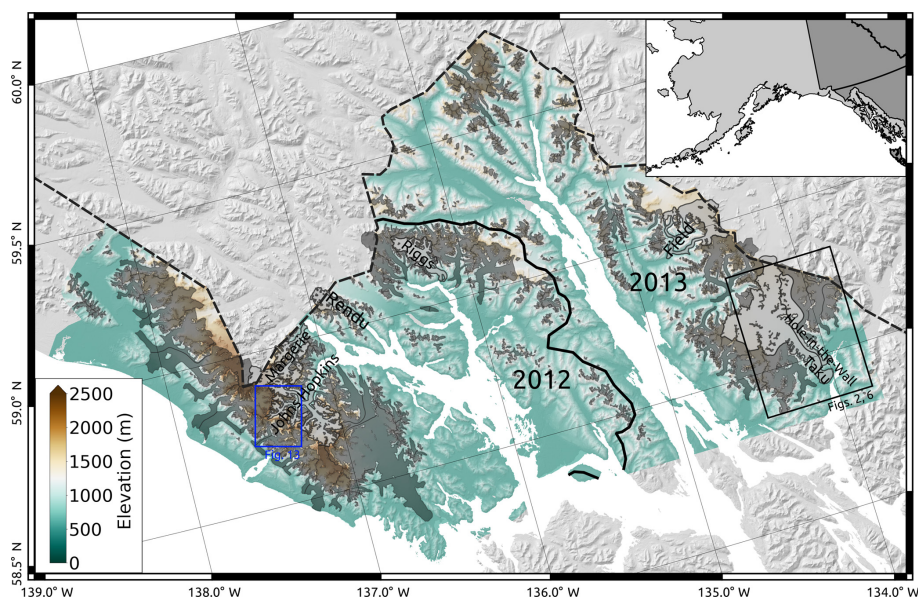 60.0° N
59.5° N
59.0° N
58.5° N
Field
Riggs
2013
Rendu
Margerie
Hole-in-the-Wall
Taku
Johns Hopkins
2012
Figs. 2, 6
Fig. 13
2500
2000
1500
1000
500
0
Elevation (m)
139.0° W
138.0° W
137.0° W
136.0° W
135.0° W
134.0° W